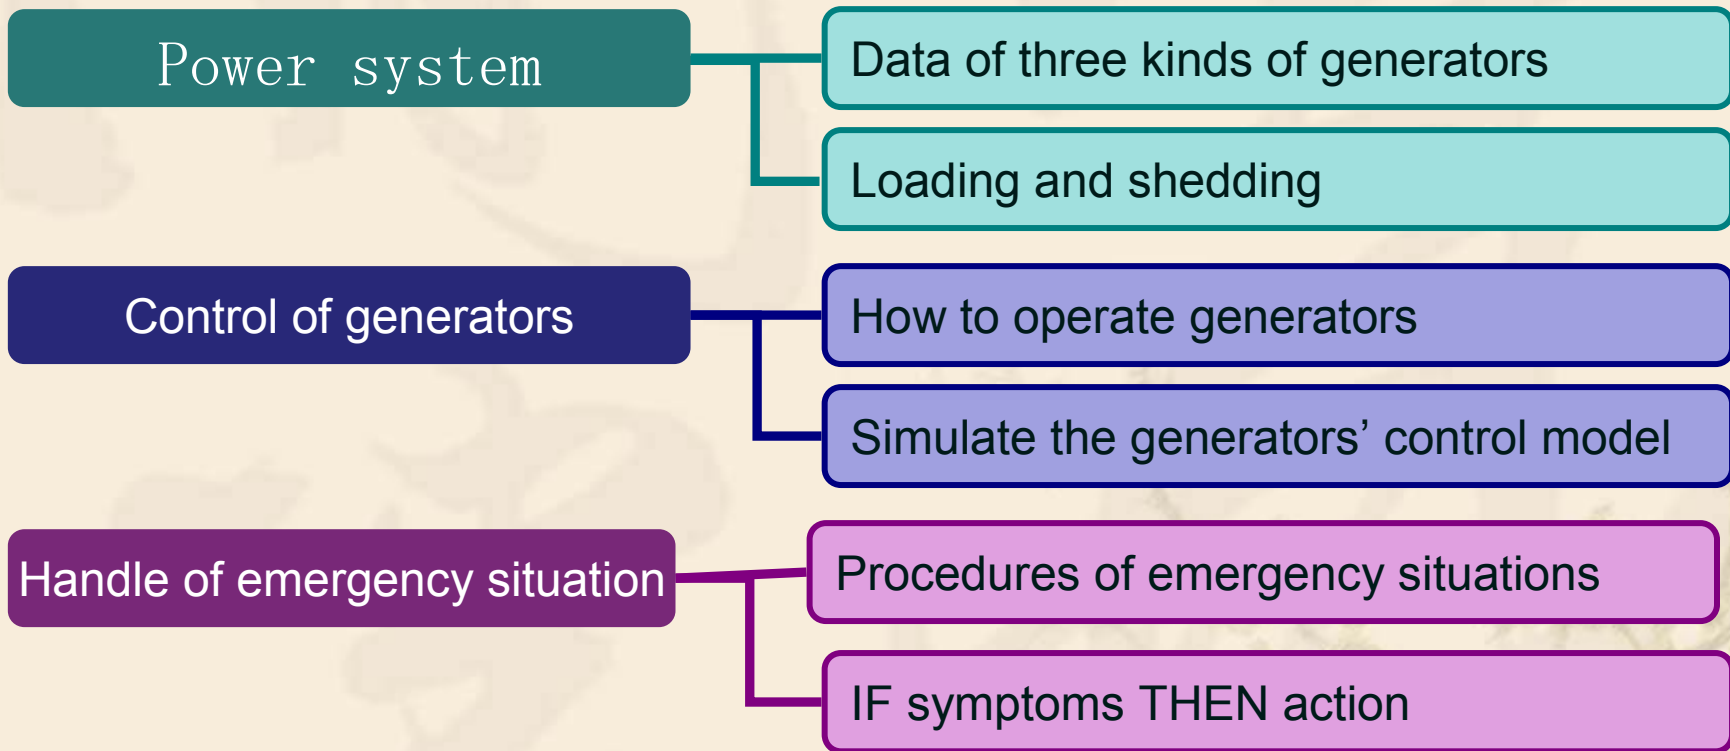 Power system
Data of three kinds of generators
Loading and shedding
Control of generators
How to operate generators
Simulate the generators’ control model
Handle of emergency situation
Procedures of emergency situations
IF symptoms THEN action